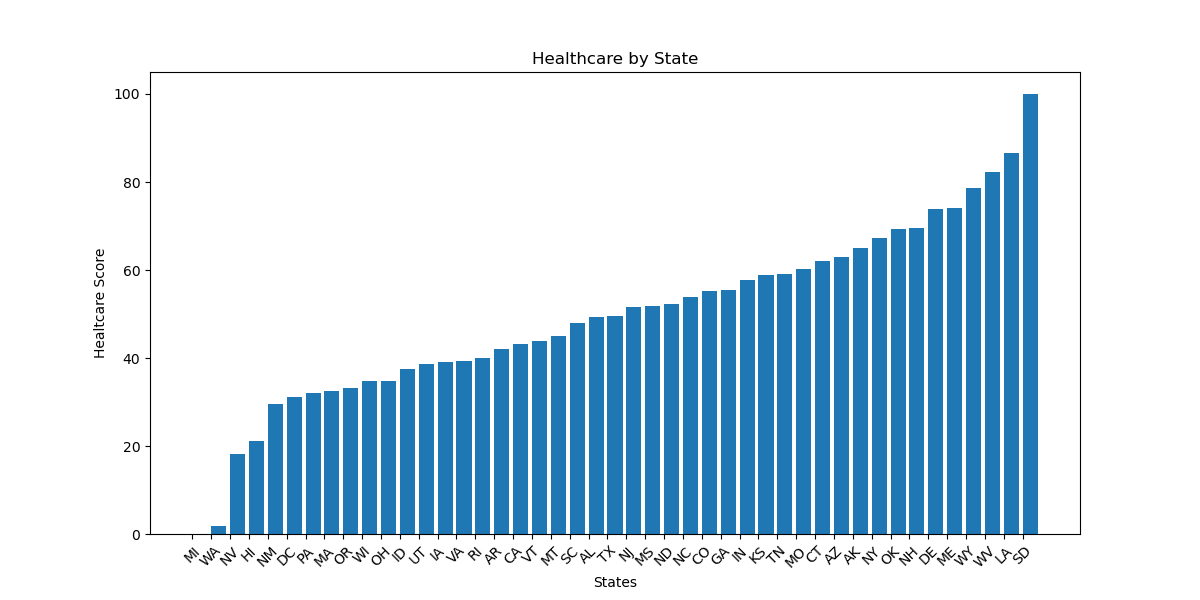 Healthcare by State
Healtcare Score
100
80
60
40
20
0
MI WA NV HI NM DC PA MA OR WI OH ID UT IA VA RI AR CA VT MT SC AL TX NJ MS ND NC CO GA IN KS TN MO CT AZ AK NY OK NH DE ME WY WV LA SD
States